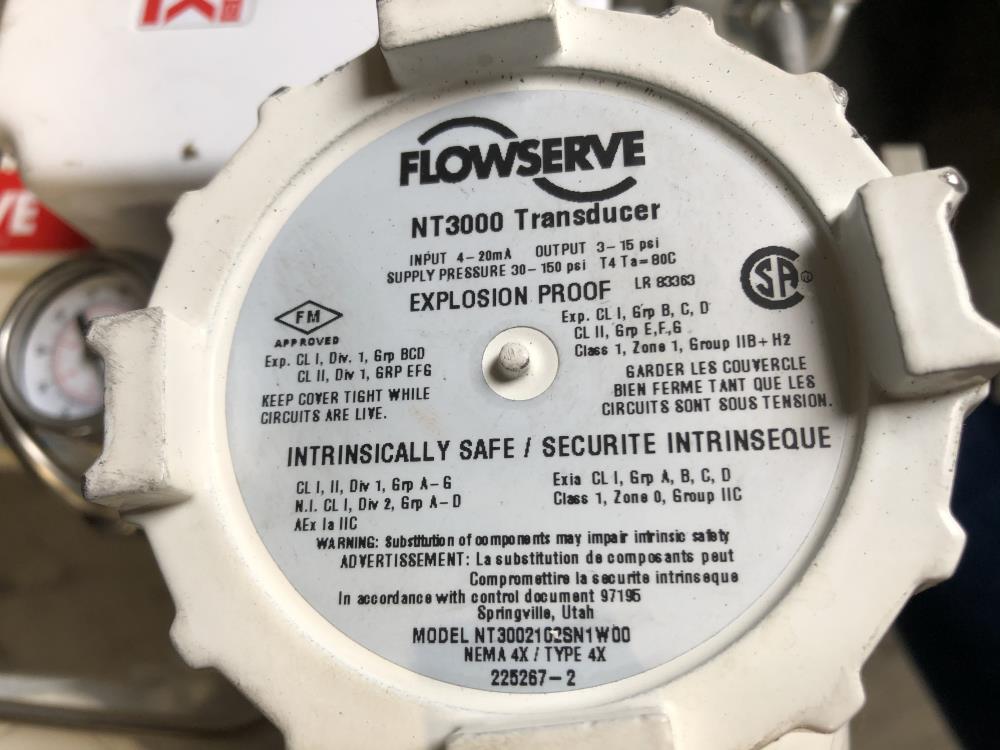 VE
FLOWSERVE
NT3000 Transducer
INPUT 4-20mA OUTPUT 3-15 psi
SUPPLY PRESSURE 30-150 psi T4 Ta=80C
EXPLOSION PROOF LR 83363
FM
APPROVED
Exp. CL I, Div. 1, Grp BCD
CL II, Div 1, GRP EFG
KEEP COVER TIGHT WHILE
CIRCUITS ARE LIVE.
SA
Exp. CL I, Grp B, C, D
CL II, Grp E,F,G
Class 1, Zone 1, Group IIB+H2
GARDER LES COUVERCLE
BIEN FERME TANT QUE LES
CIRCUITS SONT SOUS TENSION.
INTRINSICALLY SAFE / SECURITE INTRINSEQUE
CL I, II, Div 1, Grp A-G
N.I. CL I, Div 2, Grp A-D
AEx Ia IIC
Exia CL I, Grp A, B, C, D
Class 1, Zone 0, Group IIC
WARNING: Substitution of components may impair intrinsic safety
ADVERTISSEMENT: La substitution de composants peut
Compromettire la securite intrinseque
In accordance with control document 97195
Springville, Utah
MODEL NT3002162SN1W00
NEMA 4X / TYPE 4X
225267-2